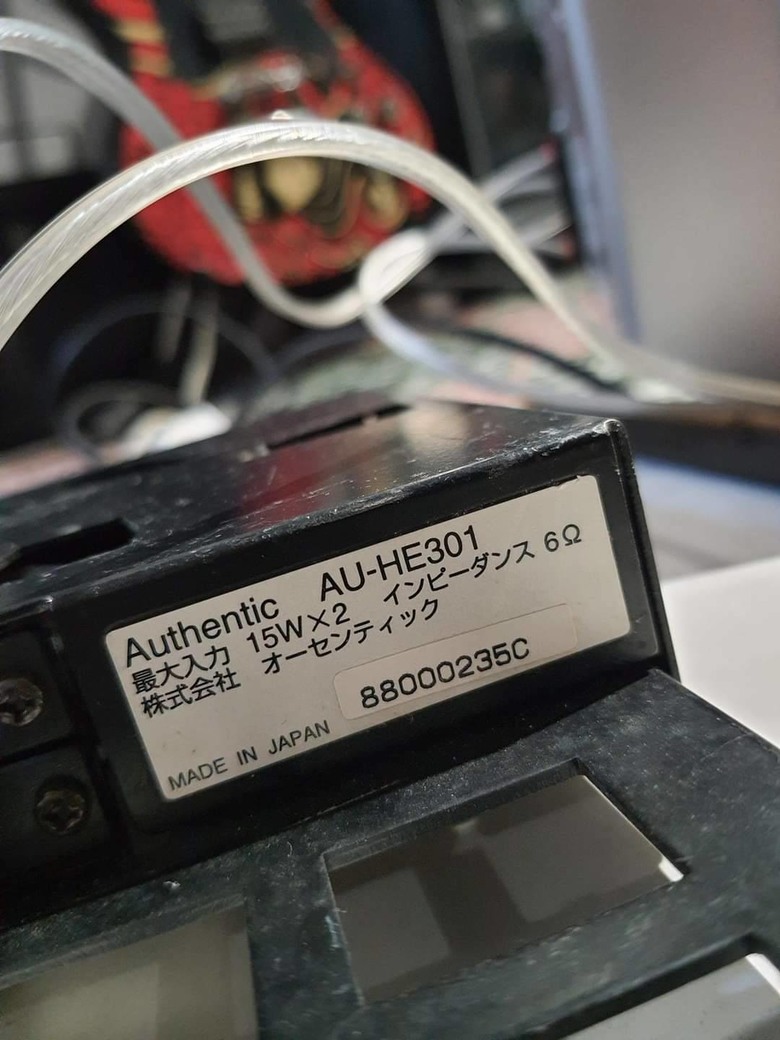 Authentic AU-HE301
最大入力 15W×2 インピーダンス 6Ω
株式会社 オーセンティック
88000235C
MADE IN JAPAN